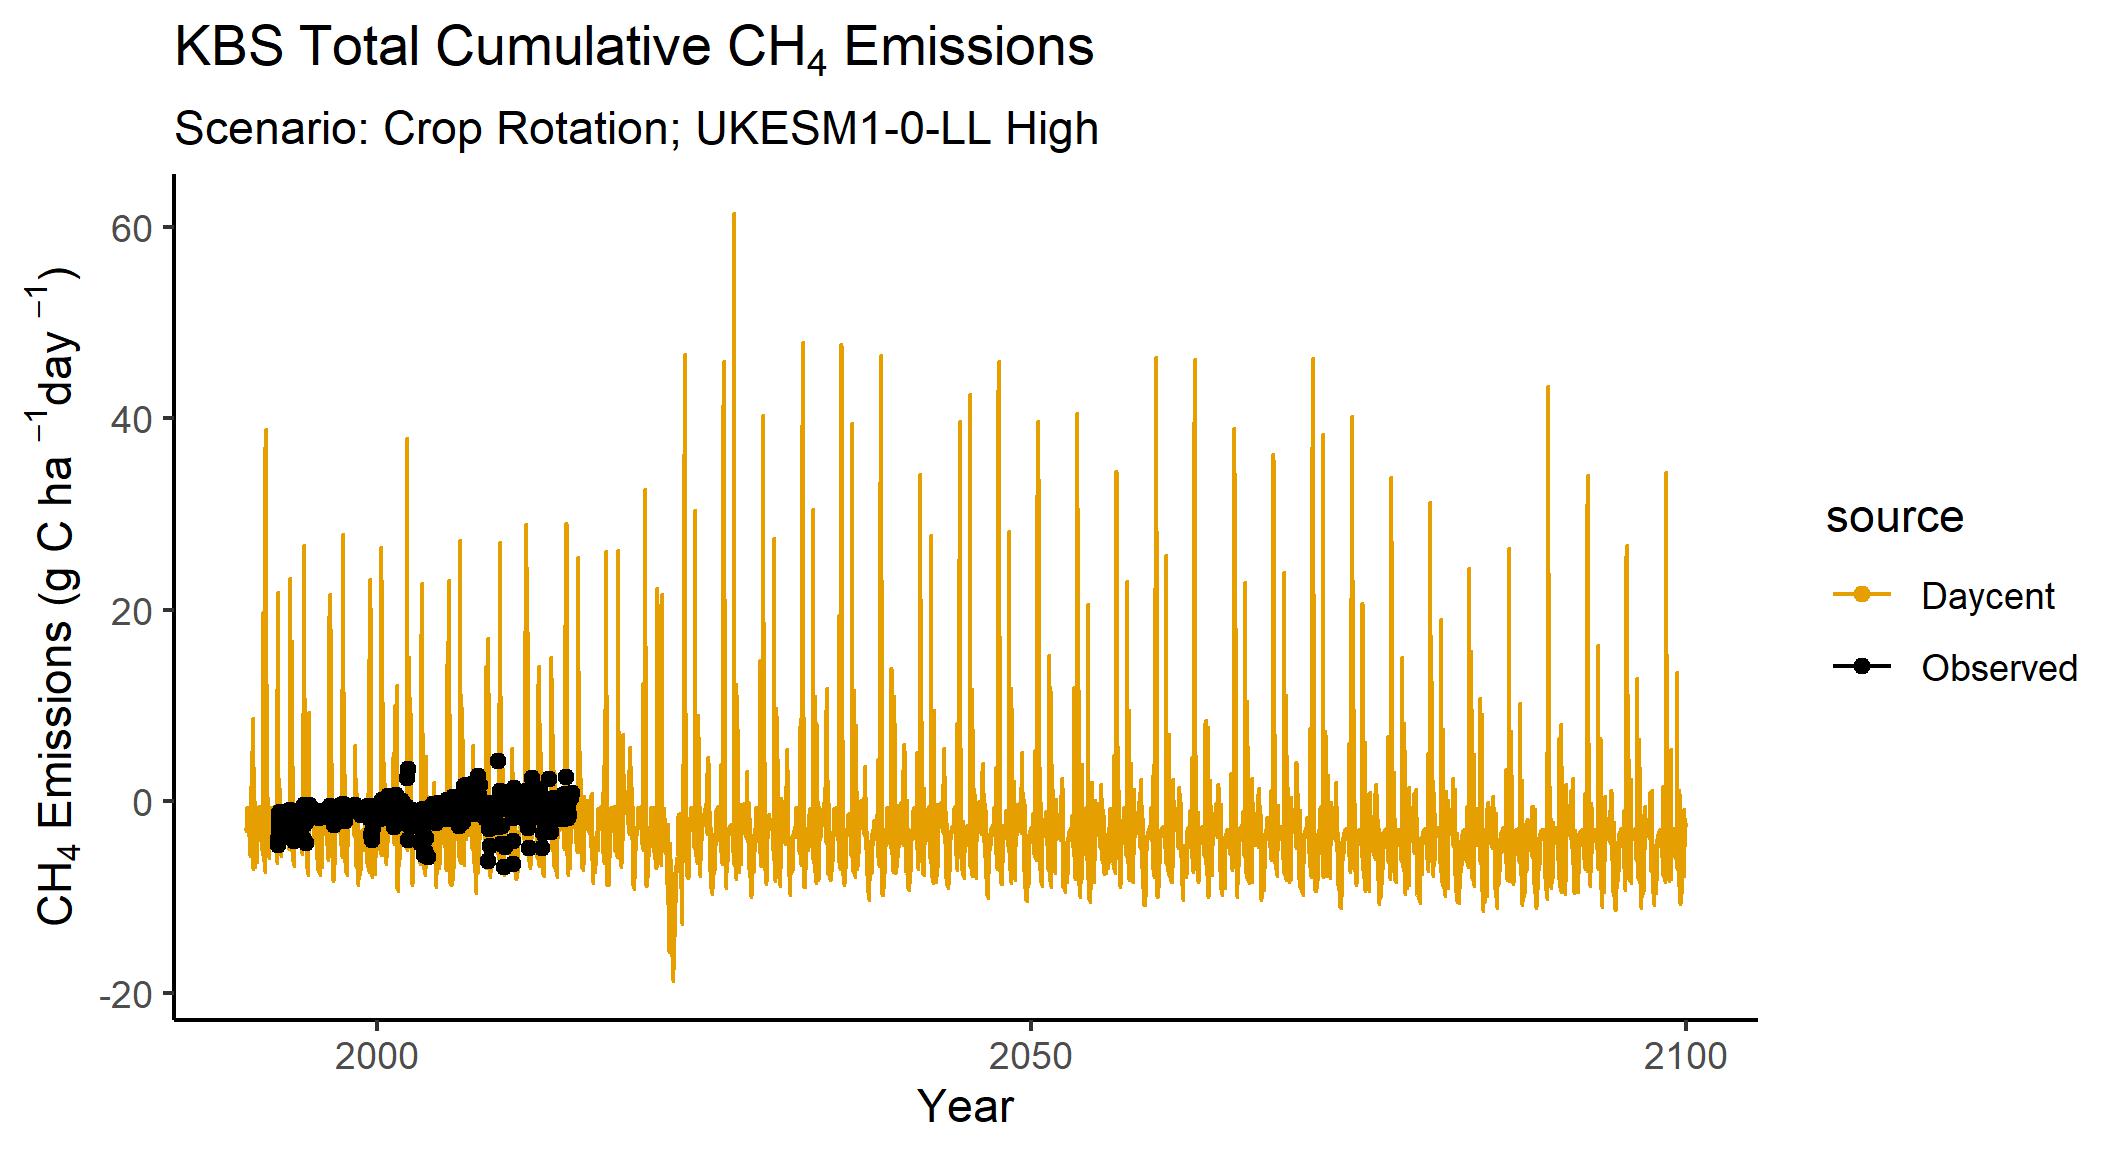 KBS Total Cumulative CH₄ Emissions
Scenario: Crop Rotation; UKESM1-0-LL High
CH₄ Emissions (g C ha ⁻¹day ⁻¹)
60
40
20
0
-20
2000
2050
2100
Year
source
Daycent
Observed